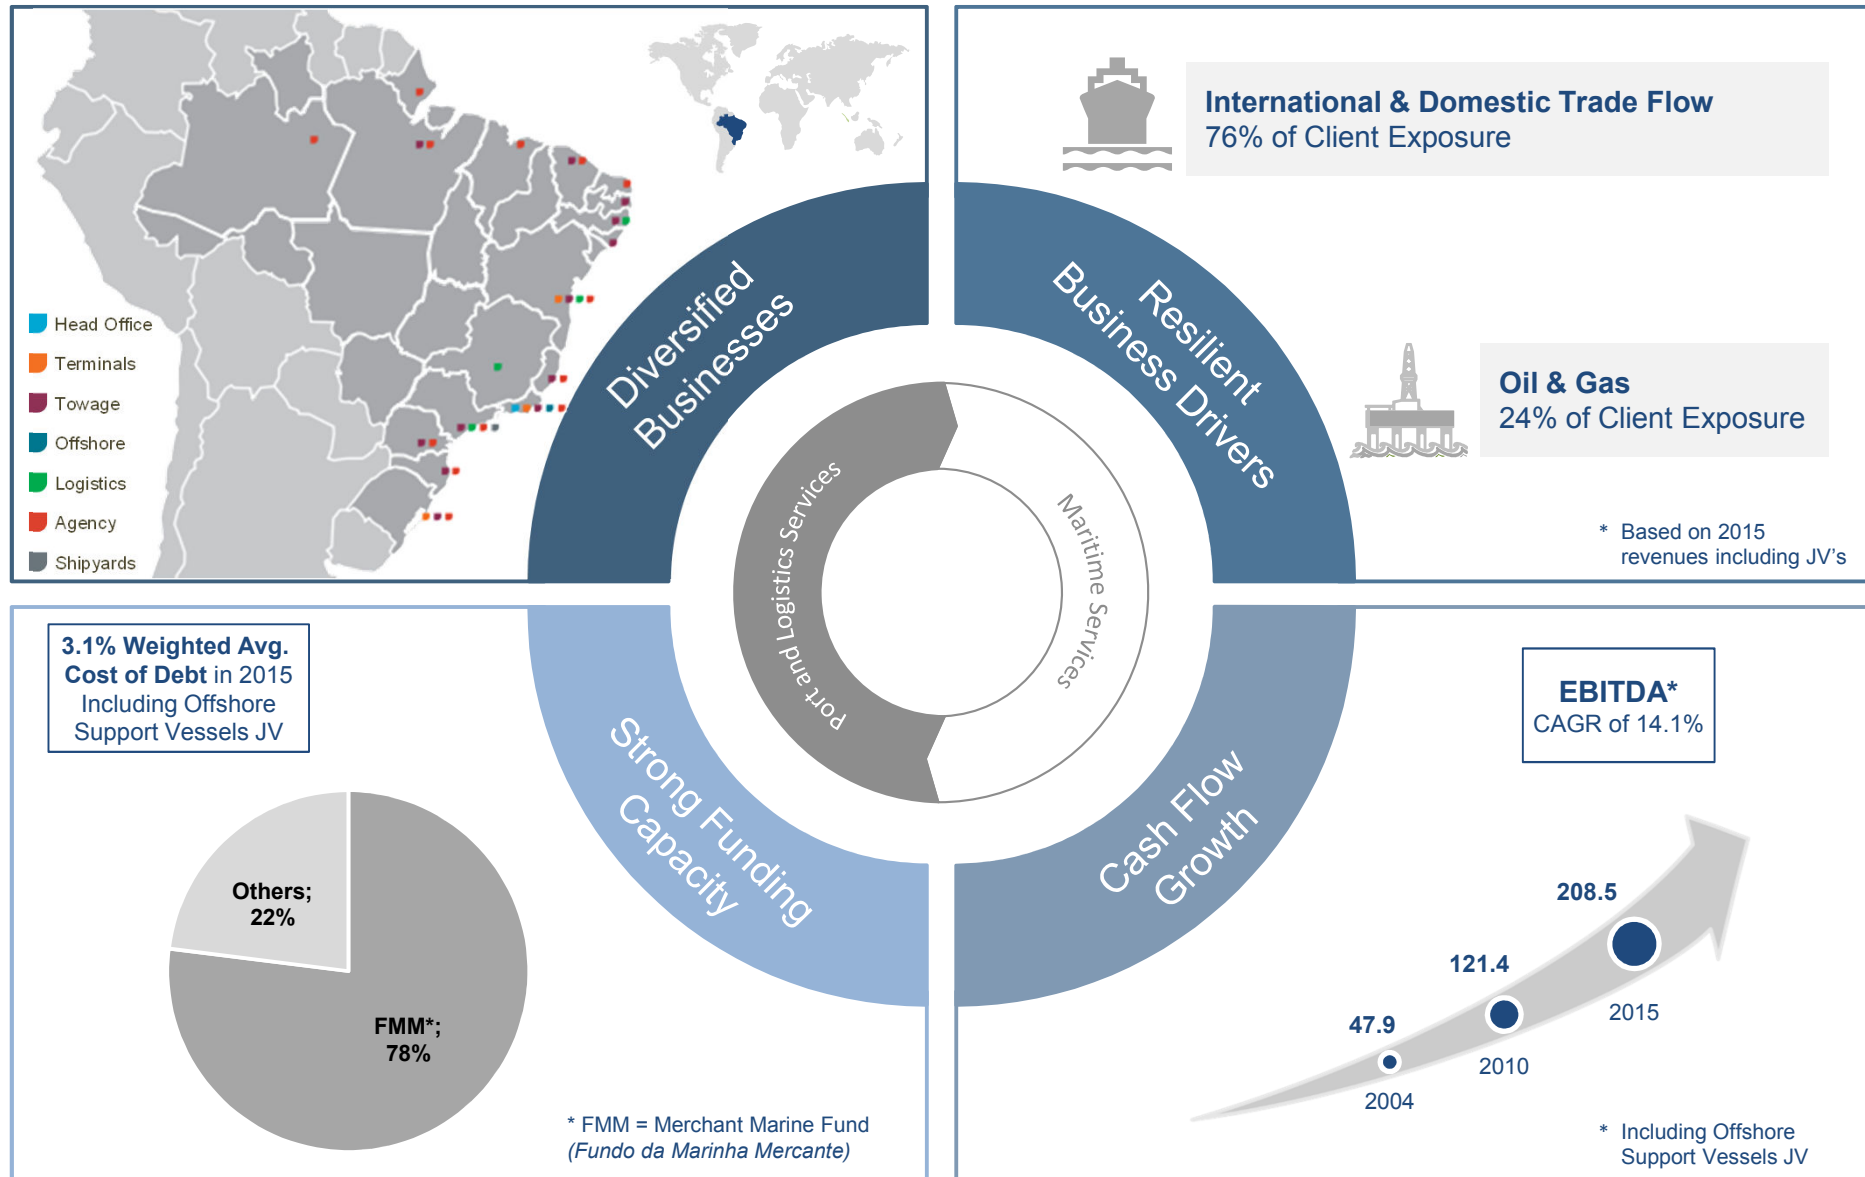 Head Office
Terminals
Towage
Offshore
Logistics
Agency
Shipyards
Diversified
Businesses
International & Domestic Trade Flow
76% of Client Exposure
Oil & Gas
24% of Client Exposure
* Based on 2015
revenues including JV's
Resilient
Business Drivers
Port and Logistics Services
Maritime Services
3.1% Weighted Avg.
Cost of Debt in 2015
Including Offshore
Support Vessels JV
Others;
22%
FMM*;
78%
* FMM = Merchant Marine Fund
(Fundo da Marinha Mercante)
Strong Funding
Capacity
Cash Flow
Growth
EBITDA*
CAGR of 14.1%
208.5
121.4
47.9
2015
2010
2004
* Including Offshore
Support Vessels JV